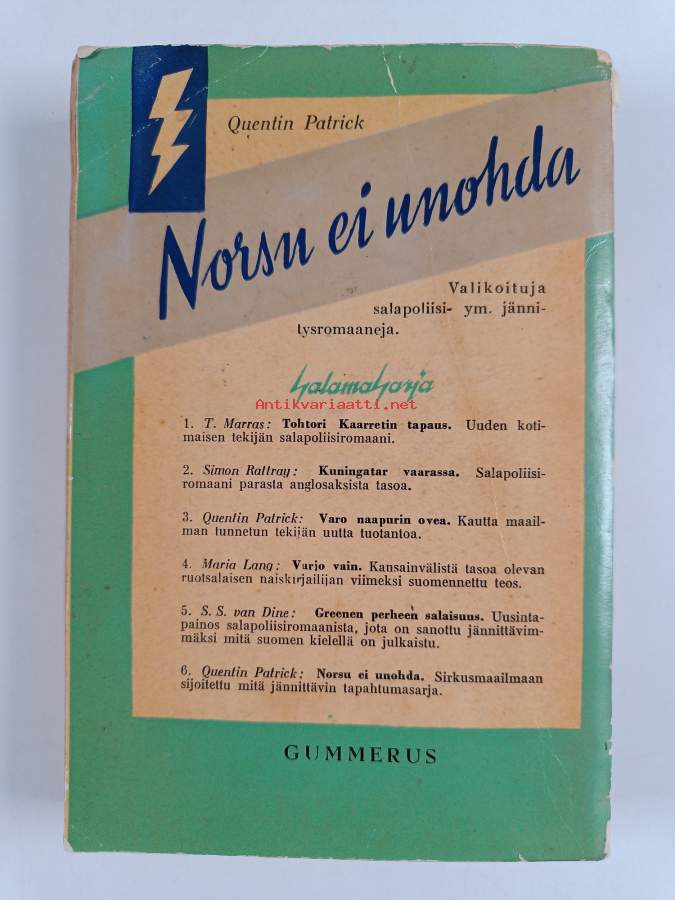 Quentin Patrick
Norsu ei unohda
Valikoituja
salapoliisi- ym. jänni-
tysromaaneja.
Salamasarja
Antikvariaatti.net
1. T. Marras: Tohtori Kaarretin tapaus. Uuden koti-
maisen tekijän salapoliisiromaani.
2. Simon Rattray: Kuningatar vaarassa. Salapoliisi-
romaani parasta anglosaksista tasoa.
3. Quentin Patrick: Varo naapurin ovea. Kautta maail-
man tunnetun tekijän uutta tuotantoa.
4. Maria Lang: Varjo vain. Kansainvälistä tasoa olevan
ruotsalaisen naiskirjailijan viimeksi suomennettu teos.
5. S. S. van Dine: Greenen perheen salaisuus. Uusinta-
painos salapoliisiromaanista, jota on sanottu jännittävim-
mäksi mitä suomen kielellä on julkaistu.
6. Quentin Patrick: Norsu ei unohda. Sirkusmaailmaan
sijoitettu mitä jännittävin tapahtumasarja.
GUMMERUS